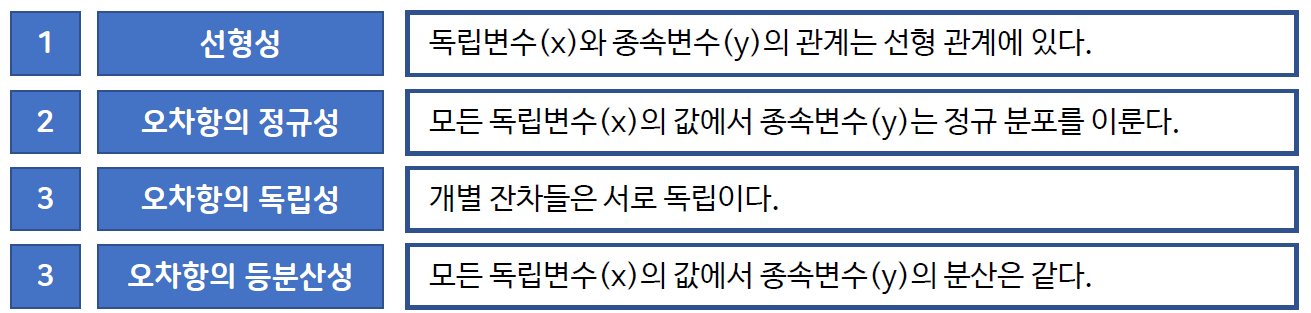 1 선형성 독립변수(x)와 종속변수(y)의 관계는 선형 관계에 있다.
2 오차항의 정규성 모든 독립변수(x)의 값에서 종속변수(y)는 정규 분포를 이룬다.
3 오차항의 독립성 개별 잔차들은 서로 독립이다.
3 오차항의 등분산성 모든 독립변수(x)의 값에서 종속변수(y)의 분산은 같다.